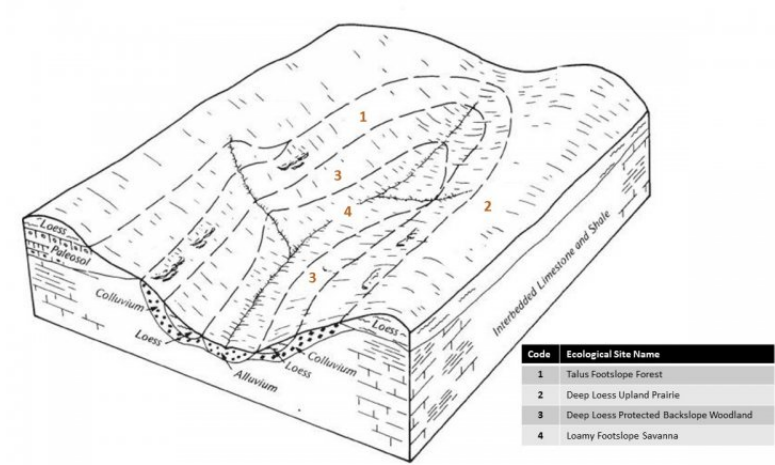 1
3
4
2
3
Loess
Paleosol
Colluvium
Loess
Alluvium
Loess
Colluvium
Loess
Interbedded Limestone and Shale
Code Ecological Site Name
1 Talus Footslope Forest
2 Deep Loess Upland Prairie
3 Deep Loess Protected Backslope Woodland
4 Loamy Footslope Savanna